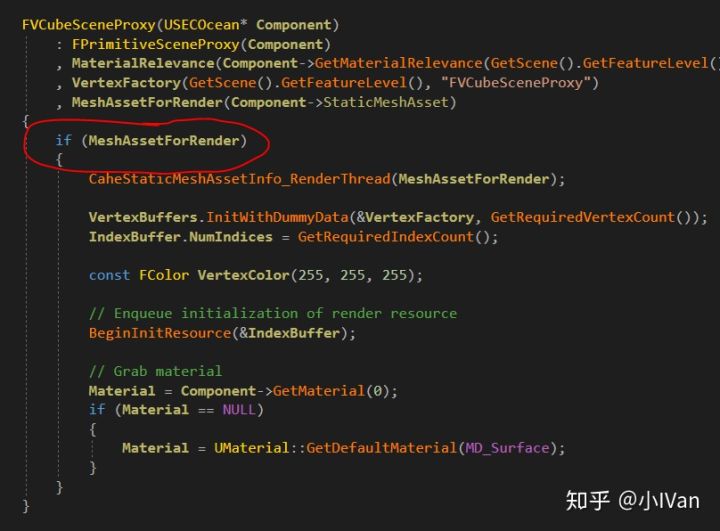 FVCubeSceneProxy(USECOcean* Component)
: FPrimitiveSceneProxy(Component)
, MaterialRelevance(Component->GetMaterialRelevance(GetScene().GetFeatureLevel()
, VertexFactory(GetScene().GetFeatureLevel(), "FVCubeSceneProxy")
, MeshAssetForRender(Component->StaticMeshAsset)
{
if (MeshAssetForRender)
{
CaheStaticMeshAssetInfo_RenderThread(MeshAssetForRender);
VertexBuffers.InitWithDummyData(&VertexFactory, GetRequiredVertexCount());
IndexBuffer.NumIndices = GetRequiredIndexCount();
const FColor VertexColor(255, 255, 255);
// Enqueue initialization of render resource
BeginInitResource(&IndexBuffer);
// Grab material
Material = Component->GetMaterial(0);
if (Material == NULL)
{
Material = UMaterial::GetDefaultMaterial(MD_Surface);
}
}
}
知乎 @小IVan